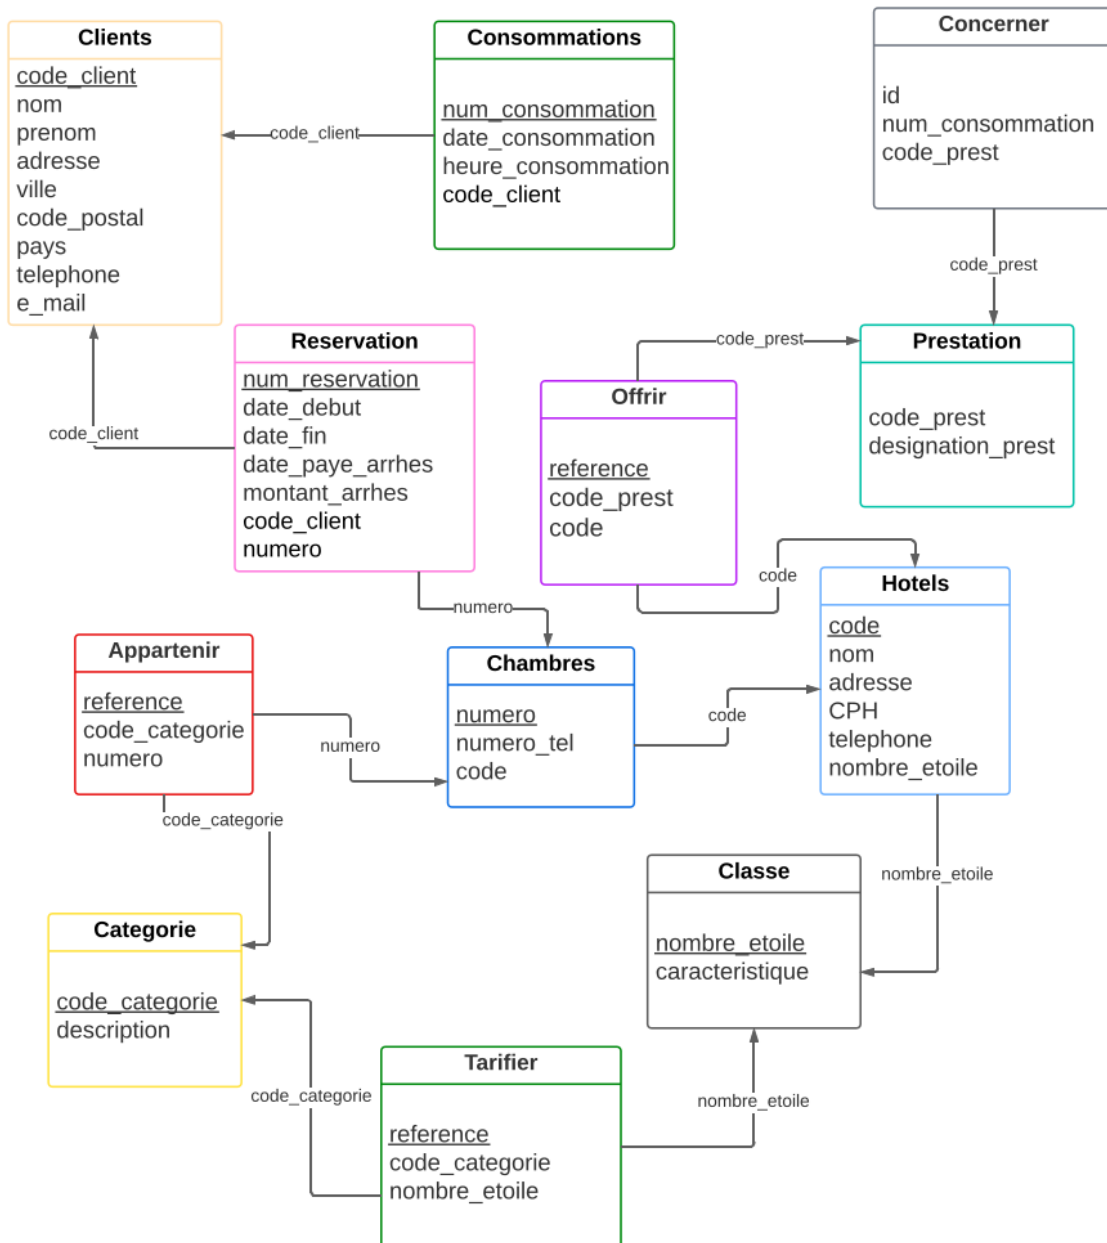 Clients
code_client
nom
prenom
adresse
ville
code_postal
pays
telephone
e_mail
code_client
Consommations
num_consommation
date_consommation
heure_consommation
code_client
Concerner
id
num_consommation
code_prest
code_prest
Reservation
num_reservation
date_debut
date_fin
date_paye_arrhes
montant_arrhes
code_client
numero
code_client
code_prest
Offrir
reference
code_prest
code
Prestation
code_prest
designation_prest
code
numero
Hotels
code
nom
adresse
CPH
telephone
nombre_etoile
Appartenir
reference
code_categorie
numero
numero
Chambres
numero
numero_tel
code
code
code_categorie
nombre_etoile
Classe
nombre_etoile
caracteristique
Categorie
code_categorie
description
code_categorie
Tarifier
reference
code_categorie
nombre_etoile
nombre_etoile